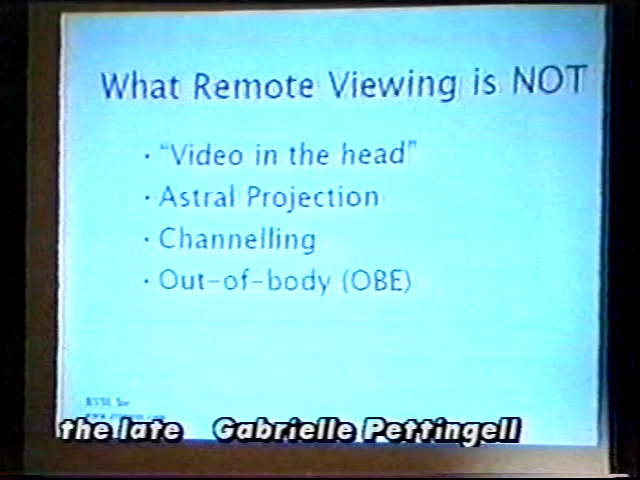 What Remote Viewing is NOT
· "Video in the head"
· Astral Projection
· Channelling
· Out-of-body (OBE)
the late Gabrielle Pettingell